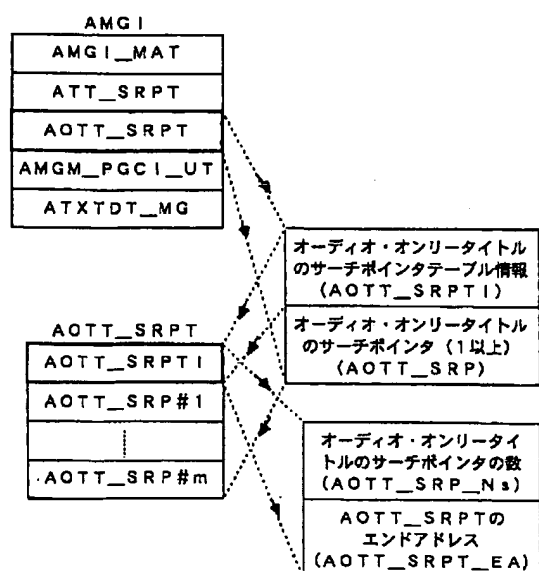 AMGI
AMGI_MAT
ATT_SRPT
AOTT_SRPT
AMGM_PGCI_UT
ATXTDT_MG
オーディオ・オンリータイトル
のサーチポインタテーブル情報
(AOTT_SRPTI)
オーディオ・オンリータイトル
のサーチポインタ(1以上)
(AOTT_SRP)
AOTT_SRPT
AOTT_SRPTI
AOTT_SRP#1
AOTT_SRP#m
オーディオ・オンリータイ
トルのサーチポインタの数
(AOTT_SRP_Ns)
AOTT_SRPTの
エンドアドレス
(AOTT_SRPT_EA)